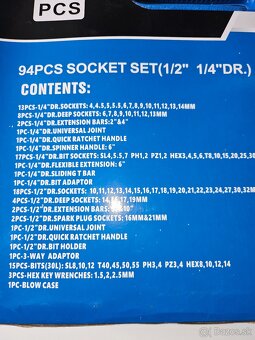 PCS
94PCS SOCKET SET(1/2" 1/4"DR.)
CONTENTS:
13PCS-1/4"DR.SOCKETS: 4,4.5,5,5.5,6,7,8,9,10,11,12,13,14MM
8PCS-1/4"DR.DEEP SOCKETS: 6,7,8,9,10,11,12,13MM
2PCS-1/4"DR.EXTENSION BARS:2"&4"
1PC-1/4"DR.UNIVERSAL JOINT
1PC-1/4"DR.QUICK RATCHET HANDLE
1PC-1/4"DR.SPINNER HANDLE: 6"
17PCS-1/4"DR.BIT SOCKETS: SL4,5.5,7 PH1,2 PZ1,2 HEX3,4,5,6 T8,10,15,20,25,30
1PC-1/4"DR.FLEXIBLE EXTENSION: 6"
1PC-1/4"DR.SLIDING T BAR
1PC-1/4"DR.BIT ADAPTOR
18PCS-1/2"DR.SOCKETS: 10,11,12,13,14,15,16,17,18,19,20,21,22,23,24,27,30,32M
4PCS-1/2"DR.DEEP SOCKETS: 14,15,17,19MM
2PCS-1/2"DR.EXTENSION BARS:
2PCS-1/2"DR.SPARK PLUG SOCKETS: 16MM&21MM
1PC-1/2"DR.QUICK RATCHET HANDLE
1PC-1/2"DR.UNIVERSAL JOINT
1PC-1/2"DR.BIT HOLDER
1PC-3-WAY ADAPTOR
15PCS-BITS(30L): SL8,10,12 T40,45,50,55 PH3,4 PZ3,4 HEX8,10,12,14
3PCS-HEX KEY WRENCHES: 1.5,2,2.5MM
1PC-BLOW CASE